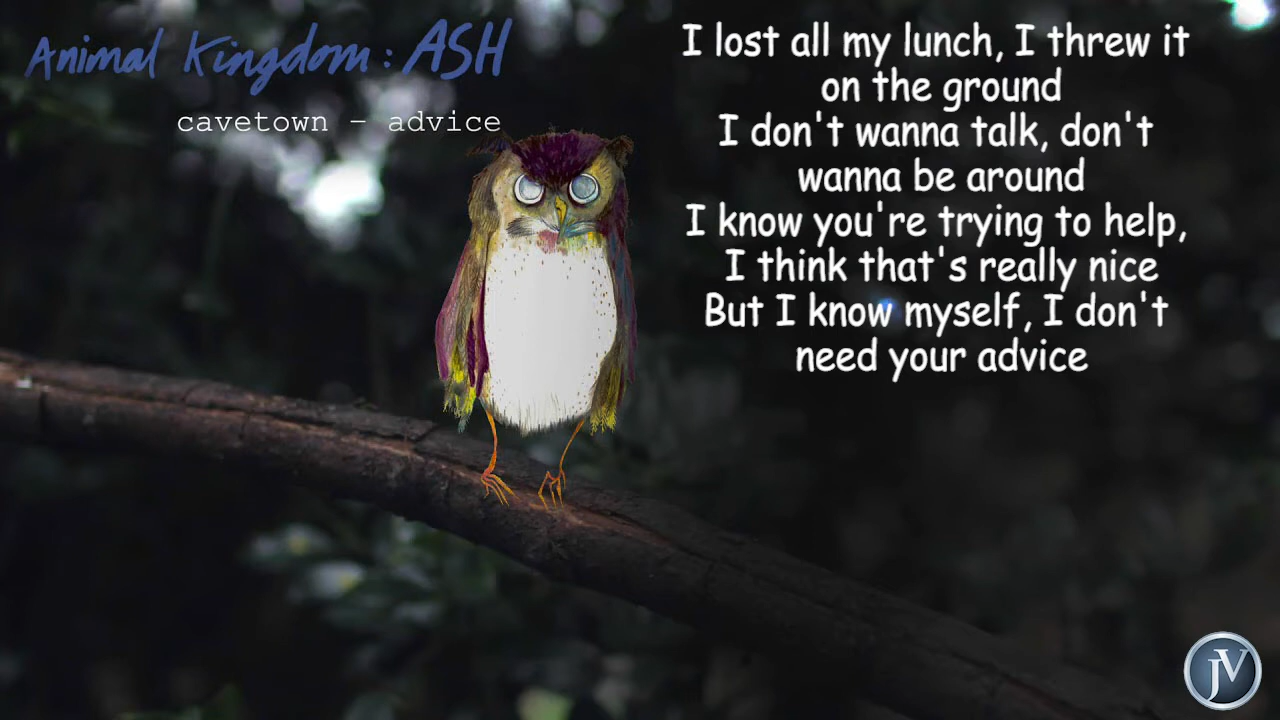 Animal Kingdom: ASH
cavetown – advice
I lost all my lunch, I threw it
on the ground
I don't wanna talk, don't
wanna be around
I know you're trying to help,
I think that's really nice
But I know myself, I don't
need your advice
JV